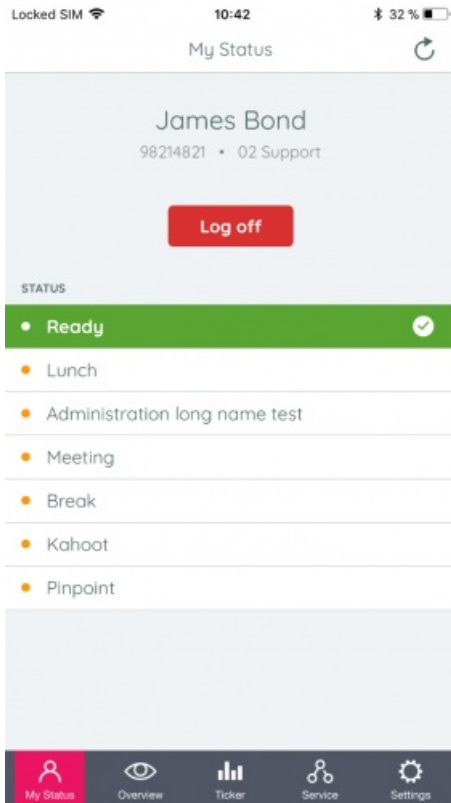 Locked SIM 10:42 32 %
My Status
James Bond
98214821 • 02 Support
Log off
STATUS
• Ready
• Lunch
• Administration long name test
• Meeting
• Break
• Kahoot
• Pinpoint
My Status Overview Ticker Service Settings